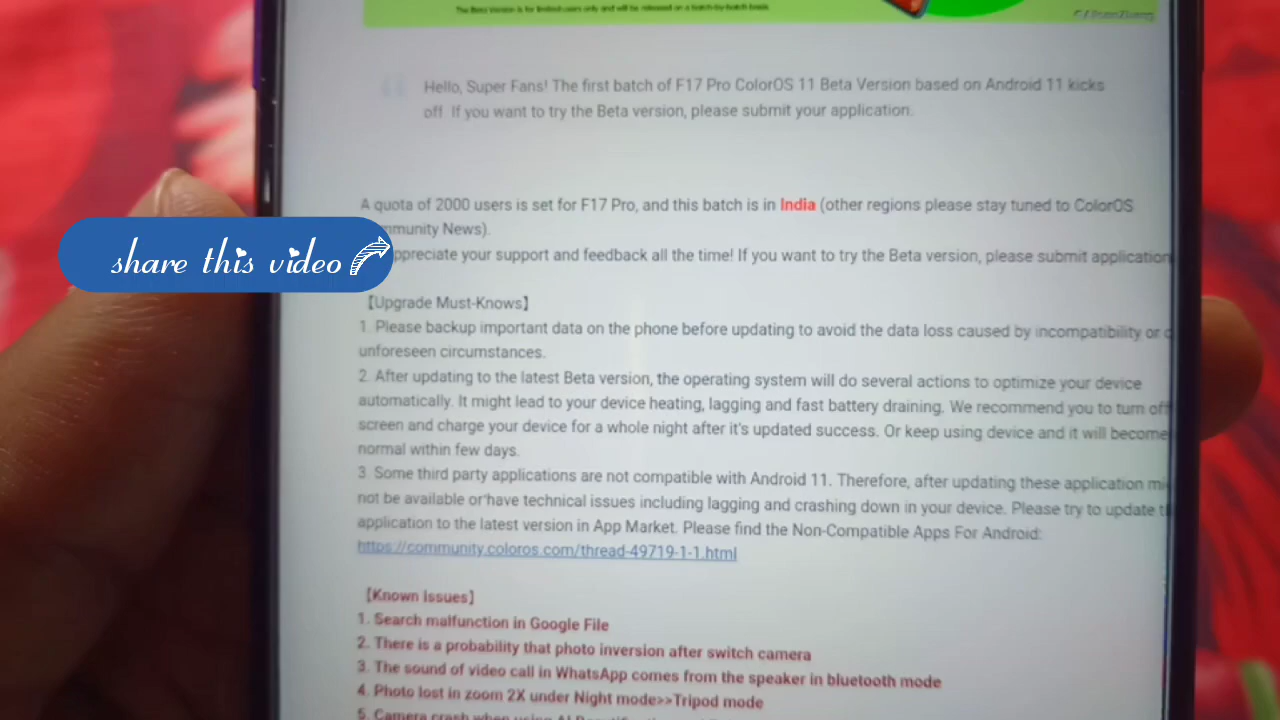 The Beta Version is for limited users only and will be released on a batch-by-batch basis.
Hello, Super Fans! The first batch of F17 Pro ColorOS 11 Beta Version based on Android 11 kicks
off. If you want to try the Beta version, please submit your application.
A quota of 2000 users is set for F17 Pro, and this batch is in India (other regions please stay tuned to ColorOS
mmunity News).
share this video
ppreciate your support and feedback all the time! If you want to try the Beta version, please submit application
【Upgrade Must-Knows】
1. Please backup important data on the phone before updating to avoid the data loss caused by incompatibility or
unforeseen circumstances.
2. After updating to the latest Beta version, the operating system will do several actions to optimize your device
automatically. It might lead to your device heating, lagging and fast battery draining. We recommend you to turn off
screen and charge your device for a whole night after it's updated success. Or keep using device and it will become
normal within few days.
3. Some third party applications are not compatible with Android 11. Therefore, after updating these application mi
not be available or have technical issues including lagging and crashing down in your device. Please try to update t
application to the latest version in App Market. Please find the Non-Compatible Apps For Android:
https://community.coloros.com/thread-49719-1-1.html
【Known Issues】
1. Search malfunction in Google File
2. There is a probability that photo inversion after switch camera
3. The sound of video call in WhatsApp comes from the speaker in bluetooth mode
4. Photo lost in zoom 2X under Night mode>>Tripod mode
5. Camera crash when using AI